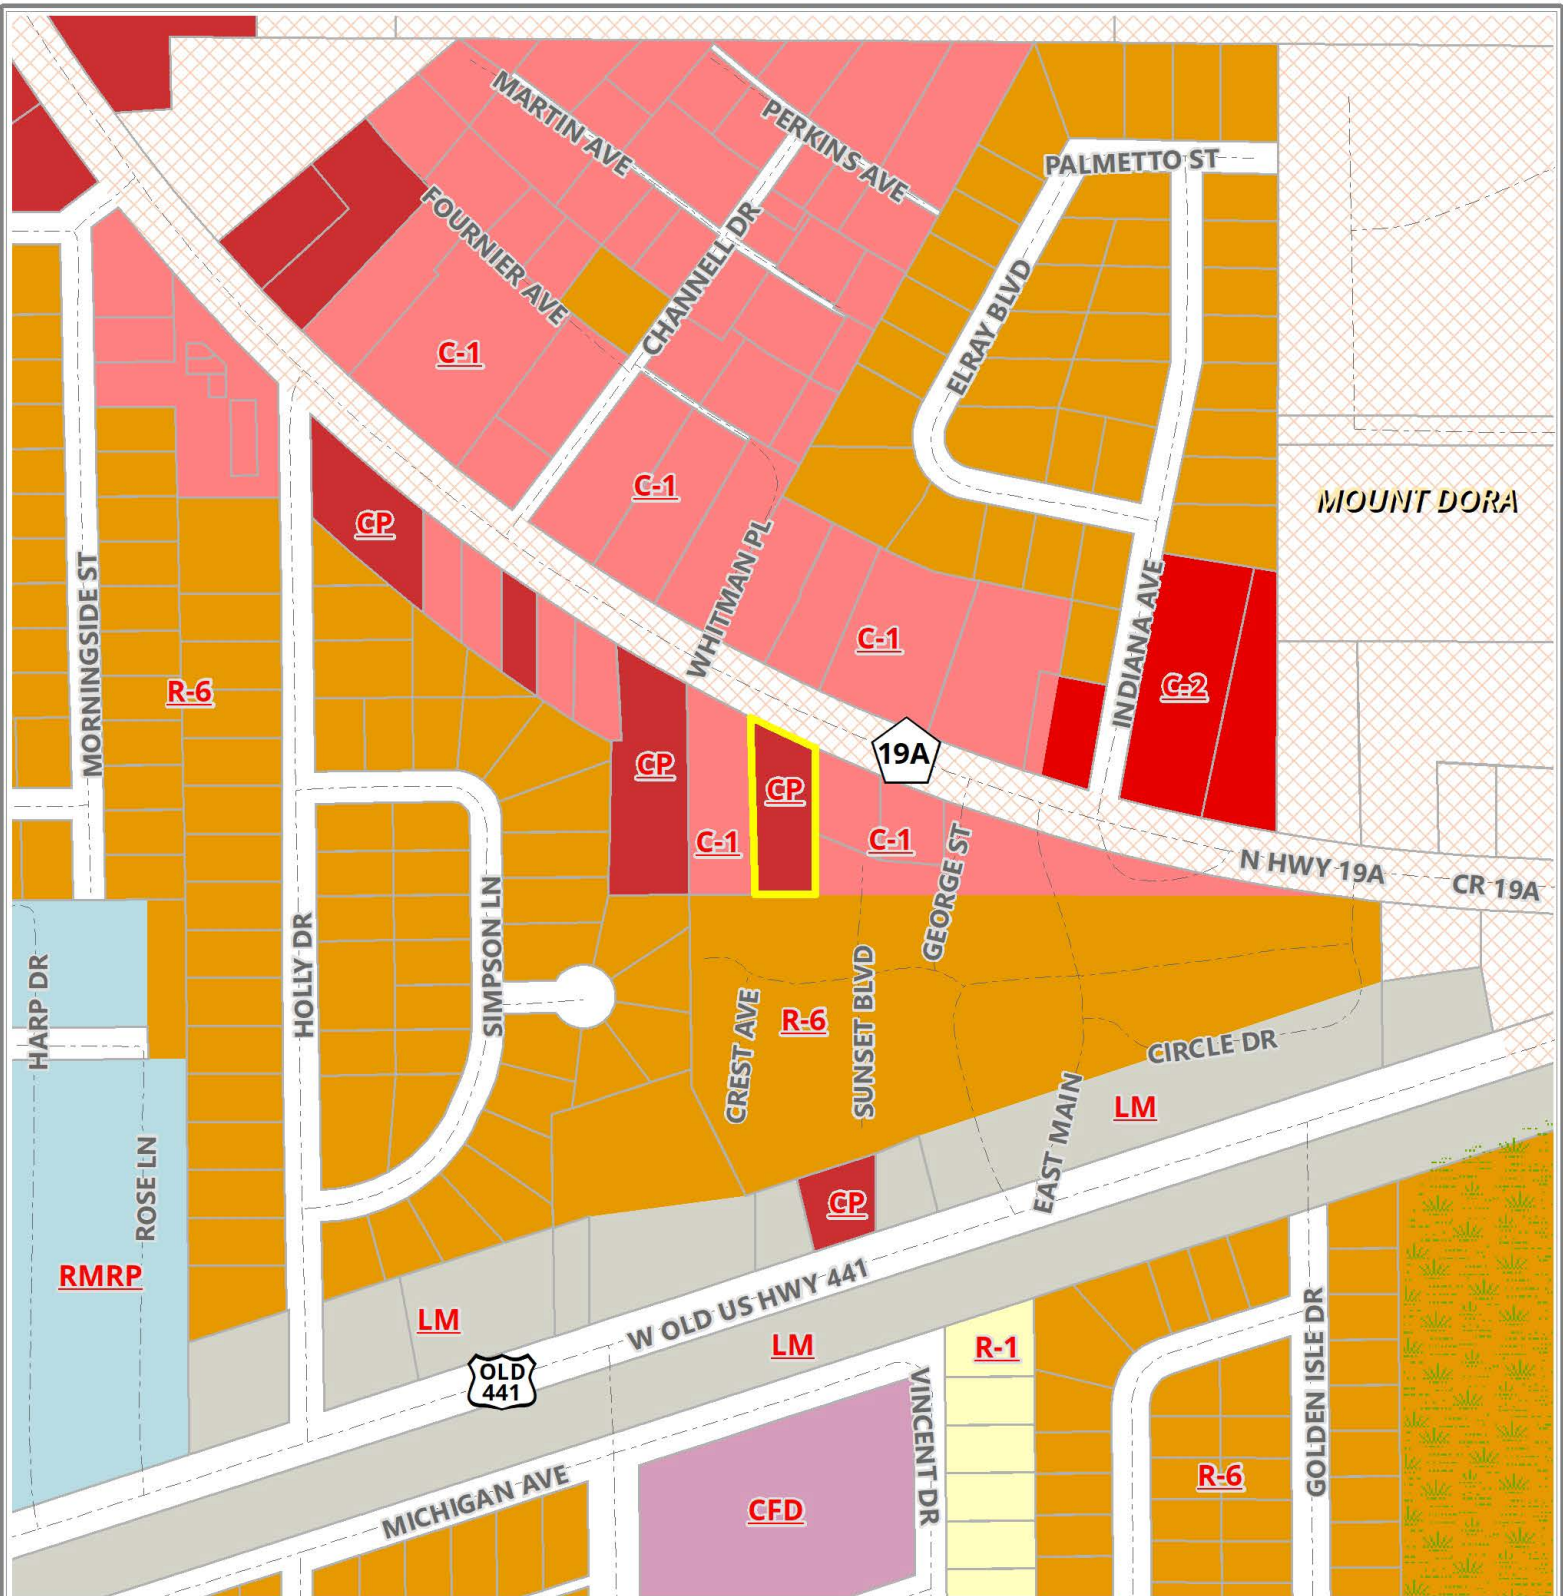 MARTIN AVE
PERKINS AVE
PALMETTO ST
FOURNIER AVE
CHANNELL DR
ELRAY BLVD
C-1
C-1
MOUNT DORA
CP
WHITMAN PL
MORNINGSIDE ST
INDIANA AVE
C-1
R-6
C-2
CP
19A
CP
C-1
C-1
GEORGE ST
N HWY 19A
CR 19A
HARP DR
HOLLY DR
SIMPSON LN
CREST AVE
R-6
SUNSET BLVD
CIRCLE DR
LM
EAST MAIN
ROSE LN
CP
RMRP
LM
W OLD US HWY 441
LM
R-1
OLD
441
VINCENT DR
GOLDEN ISLE DR
MICHIGAN AVE
CFD
R-6